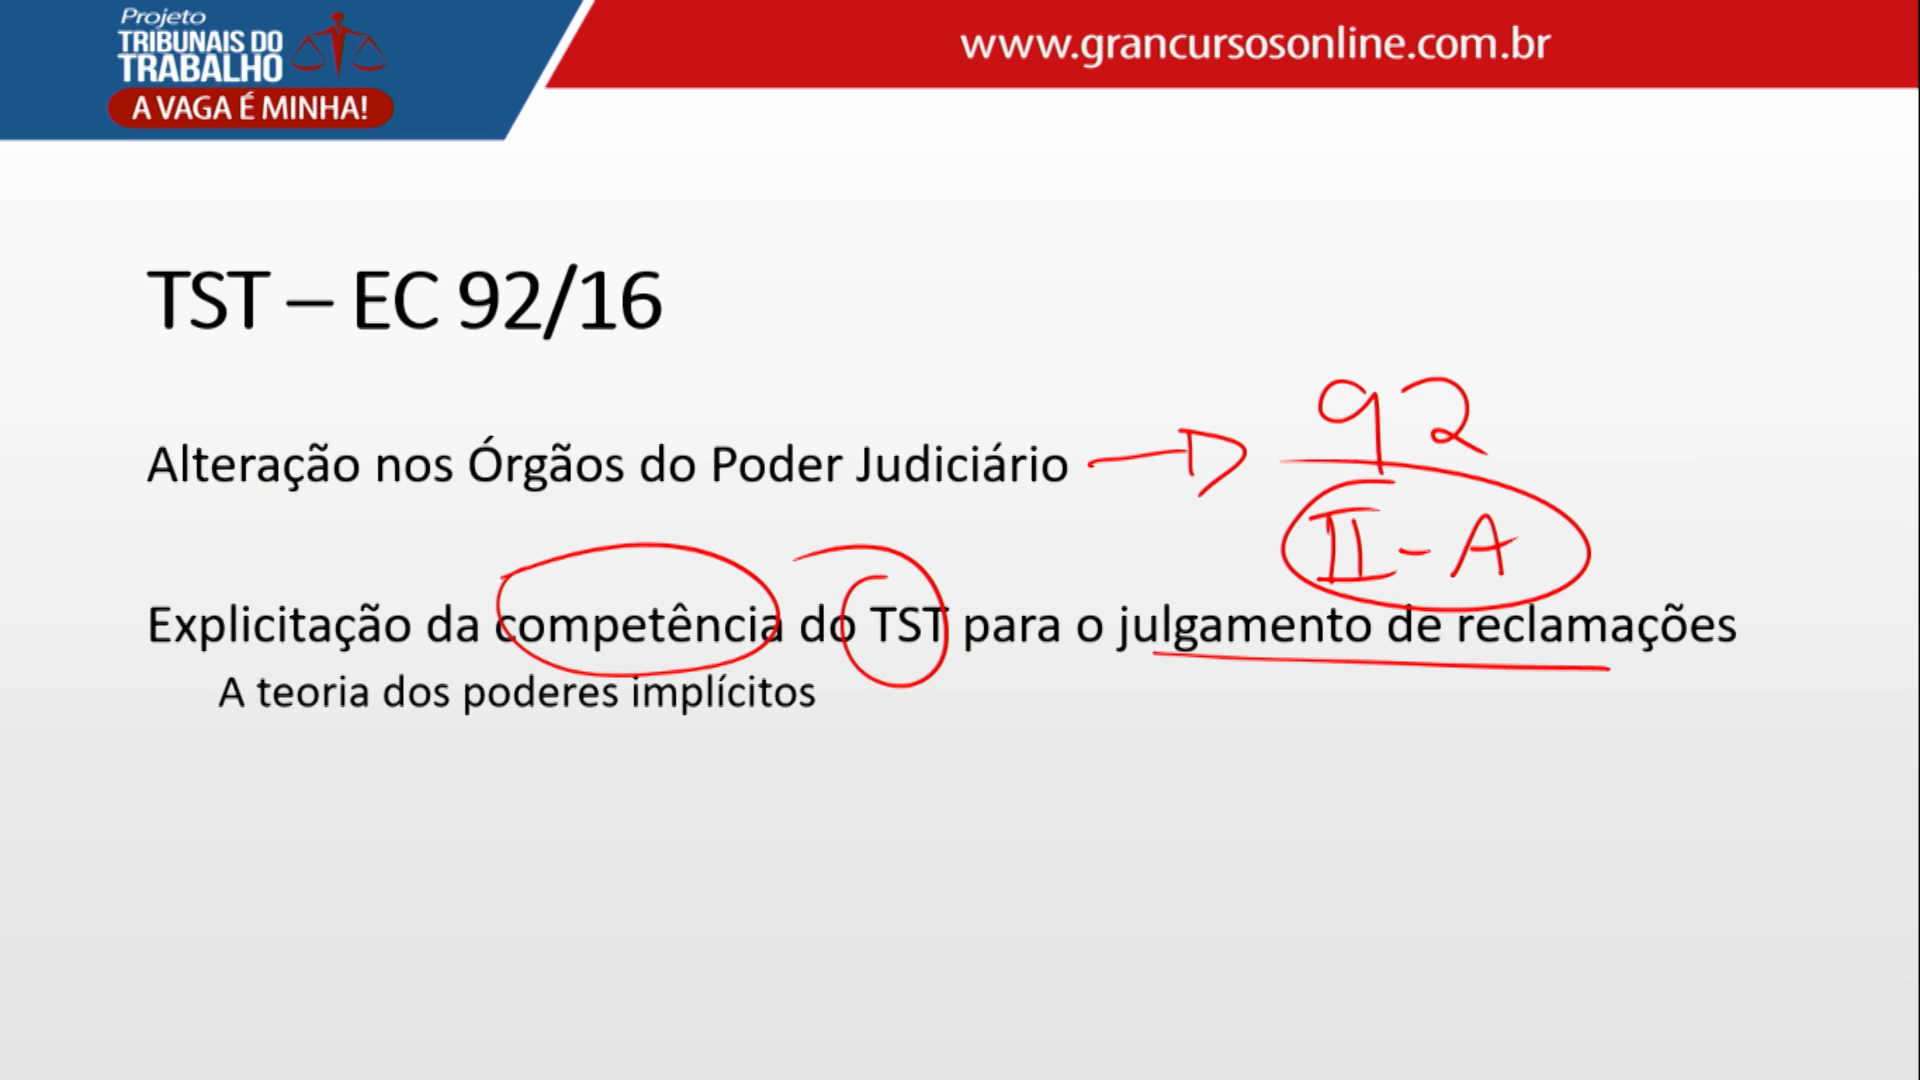 Projeto
TRIBUNAIS DO
TRABALHO
A VAGA É MINHA!
www.grancursosonline.com.br
TST – EC 92/16
Alteração nos Órgãos do Poder Judiciário
92
II-A
Explicitação da competência do TST para o julgamento de reclamações
A teoria dos poderes implícitos